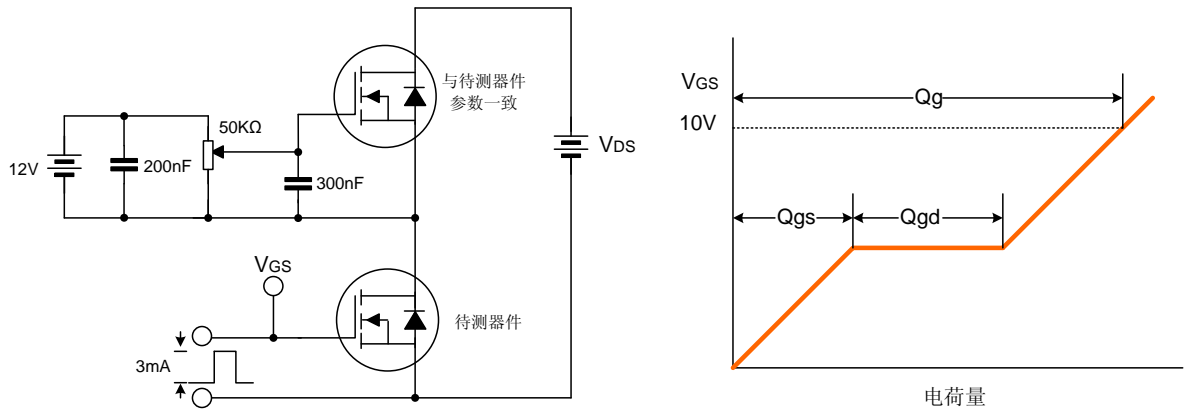 与待测器件
参数一致
50KΩ
12V
200nF
300nF
VDS
VGS
待测器件
3mA
VGS
Qg
10V
Qgs
Qgd
电荷量